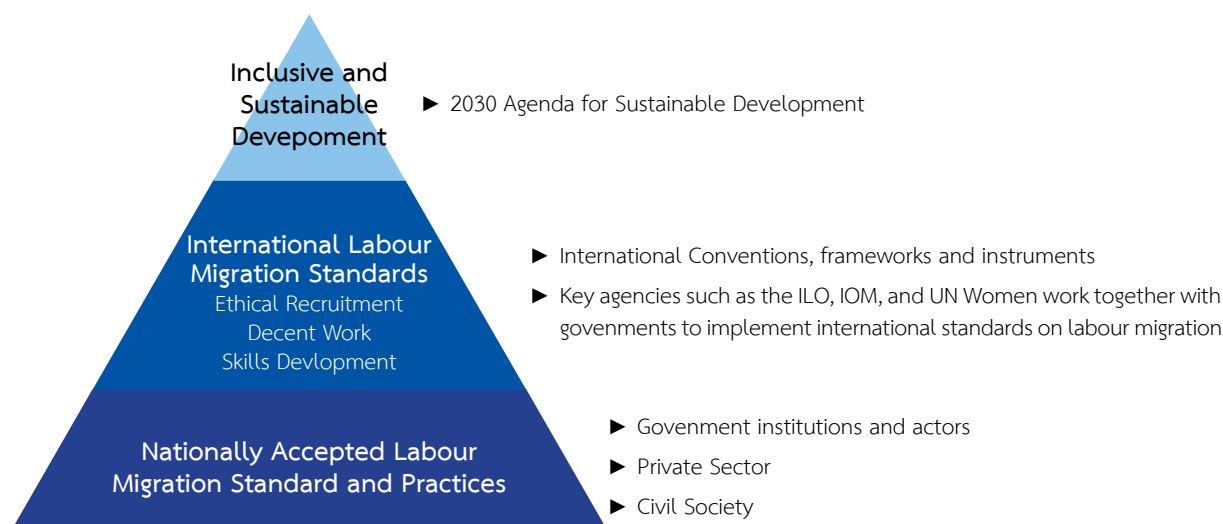 Inclusive and
Sustainable
Devepoment
► 2030 Agenda for Sustainable Development
International Labour
Migration Standards
Ethical Recruitment
Decent Work
Skills Devlopment
► International Conventions, frameworks and instruments
► Key agencies such as the ILO, IOM, and UN Women work together with
govenments to implement international standards on labour migration
Nationally Accepted Labour
Migration Standard and Practices
► Govenment institutions and actors
► Private Sector
► Civil Society